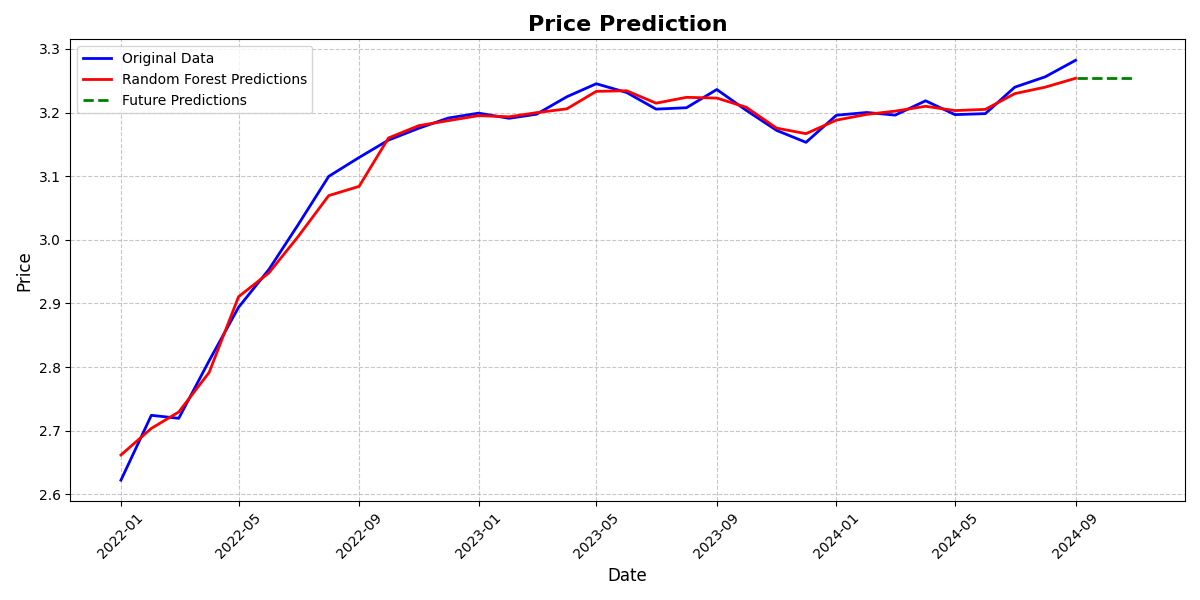 Price Prediction
Original Data
Random Forest Predictions
Future Predictions
3.3
3.2
3.1
3.0
2.9
2.8
2.7
2.6
Price
2022-01
2022-05
2022-09
2023-01
2023-05
2023-09
2024-01
2024-05
2024-09
Date